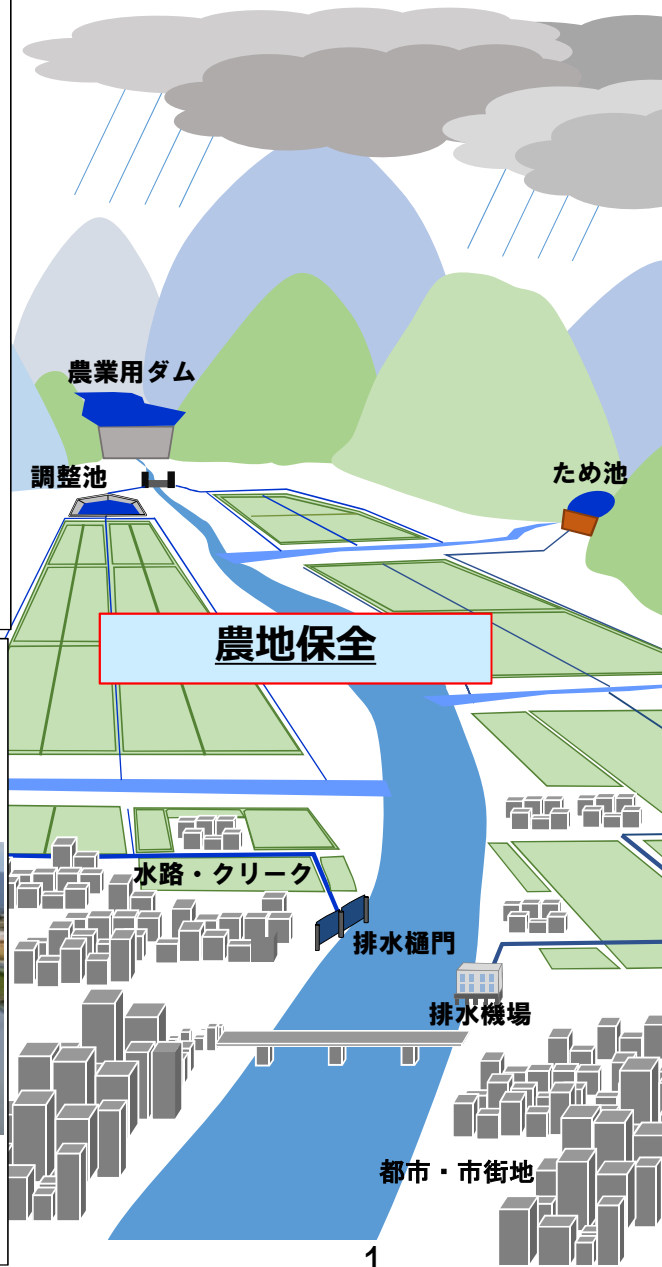 農業用ダム
調整池
ため池
農地保全
水路・クリーク
排水樋門
排水機場
都市・市街地
1